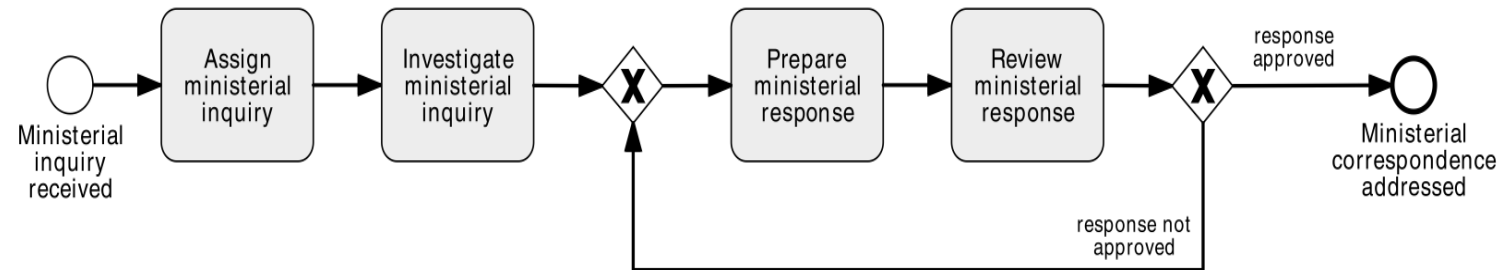 Ministerial
inquiry
received
Assign
ministerial
inquiry
Investigate
ministerial
inquiry
X
Prepare
ministerial
response
Review
ministerial
response
X
response
approved
response not
approved
Ministerial
correspondence
addressed